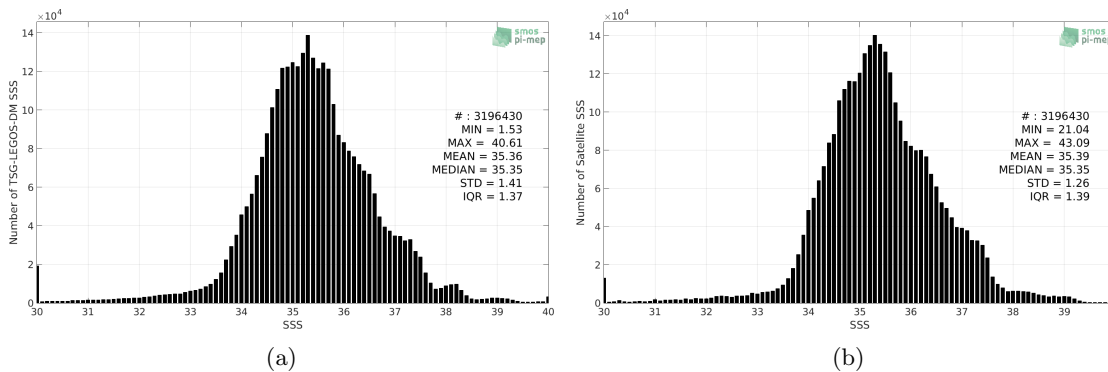 ×10⁴
14
12
10
8
6
4
2
0
Number of TSG-LEGOS-DM SSS
30 31 32 33 34 35 36 37 38 39 40
SSS
smos
pi-mep
# : 3196430
MIN = 1.53
MAX = 40.61
MEAN = 35.36
MEDIAN = 35.35
STD = 1.41
IQR = 1.37
(a)
×10⁴
14
12
10
8
6
4
2
0
Number of Satellite SSS
30 31 32 33 34 35 36 37 38 39
SSS
smos
pi-mep
# : 3196430
MIN = 21.04
MAX = 43.09
MEAN = 35.39
MEDIAN = 35.35
STD = 1.26
IQR = 1.39
(b)